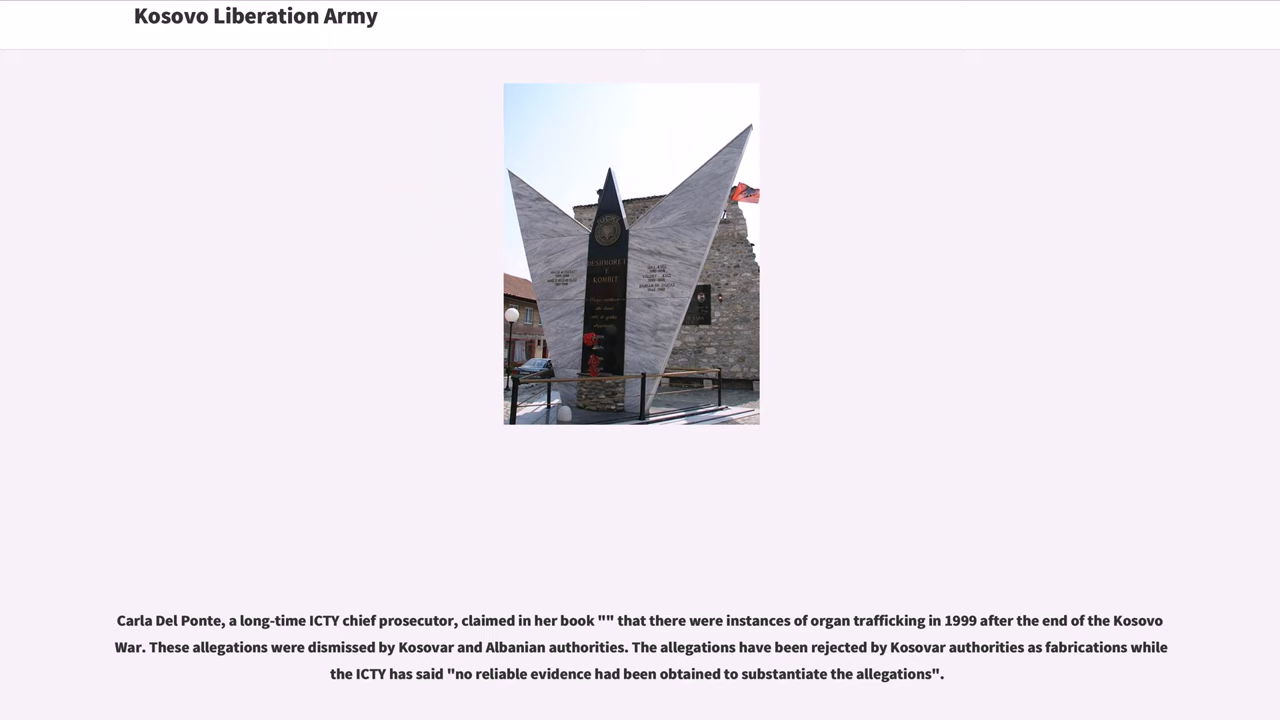 Kosovo Liberation Army
DESHMORET
E
KOMBIT
Carla Del Ponte, a long-time ICTY chief prosecutor, claimed in her book "" that there were instances of organ trafficking in 1999 after the end of the Kosovo
War. These allegations were dismissed by Kosovar and Albanian authorities. The allegations have been rejected by Kosovar authorities as fabrications while
the ICTY has said "no reliable evidence had been obtained to substantiate the allegations".